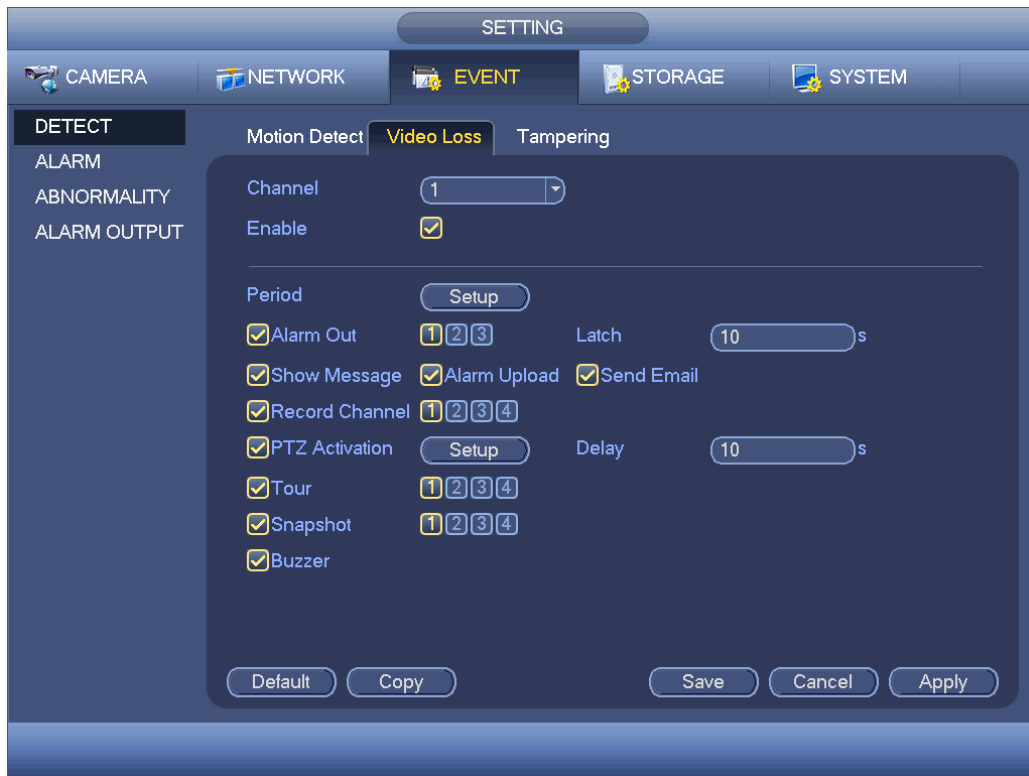 SETTING
CAMERA NETWORK EVENT STORAGE SYSTEM
DETECT
ALARM
ABNORMALITY
ALARM OUTPUT
Motion Detect Video Loss Tampering
Channel 1
Enable
Period Setup
Alarm Out 1 2 3 Latch 10 s
Show Message Alarm Upload Send Email
Record Channel 1 2 3 4
PTZ Activation Setup Delay 10 s
Tour 1 2 3 4
Snapshot 1 2 3 4
Buzzer
Default Copy Save Cancel Apply